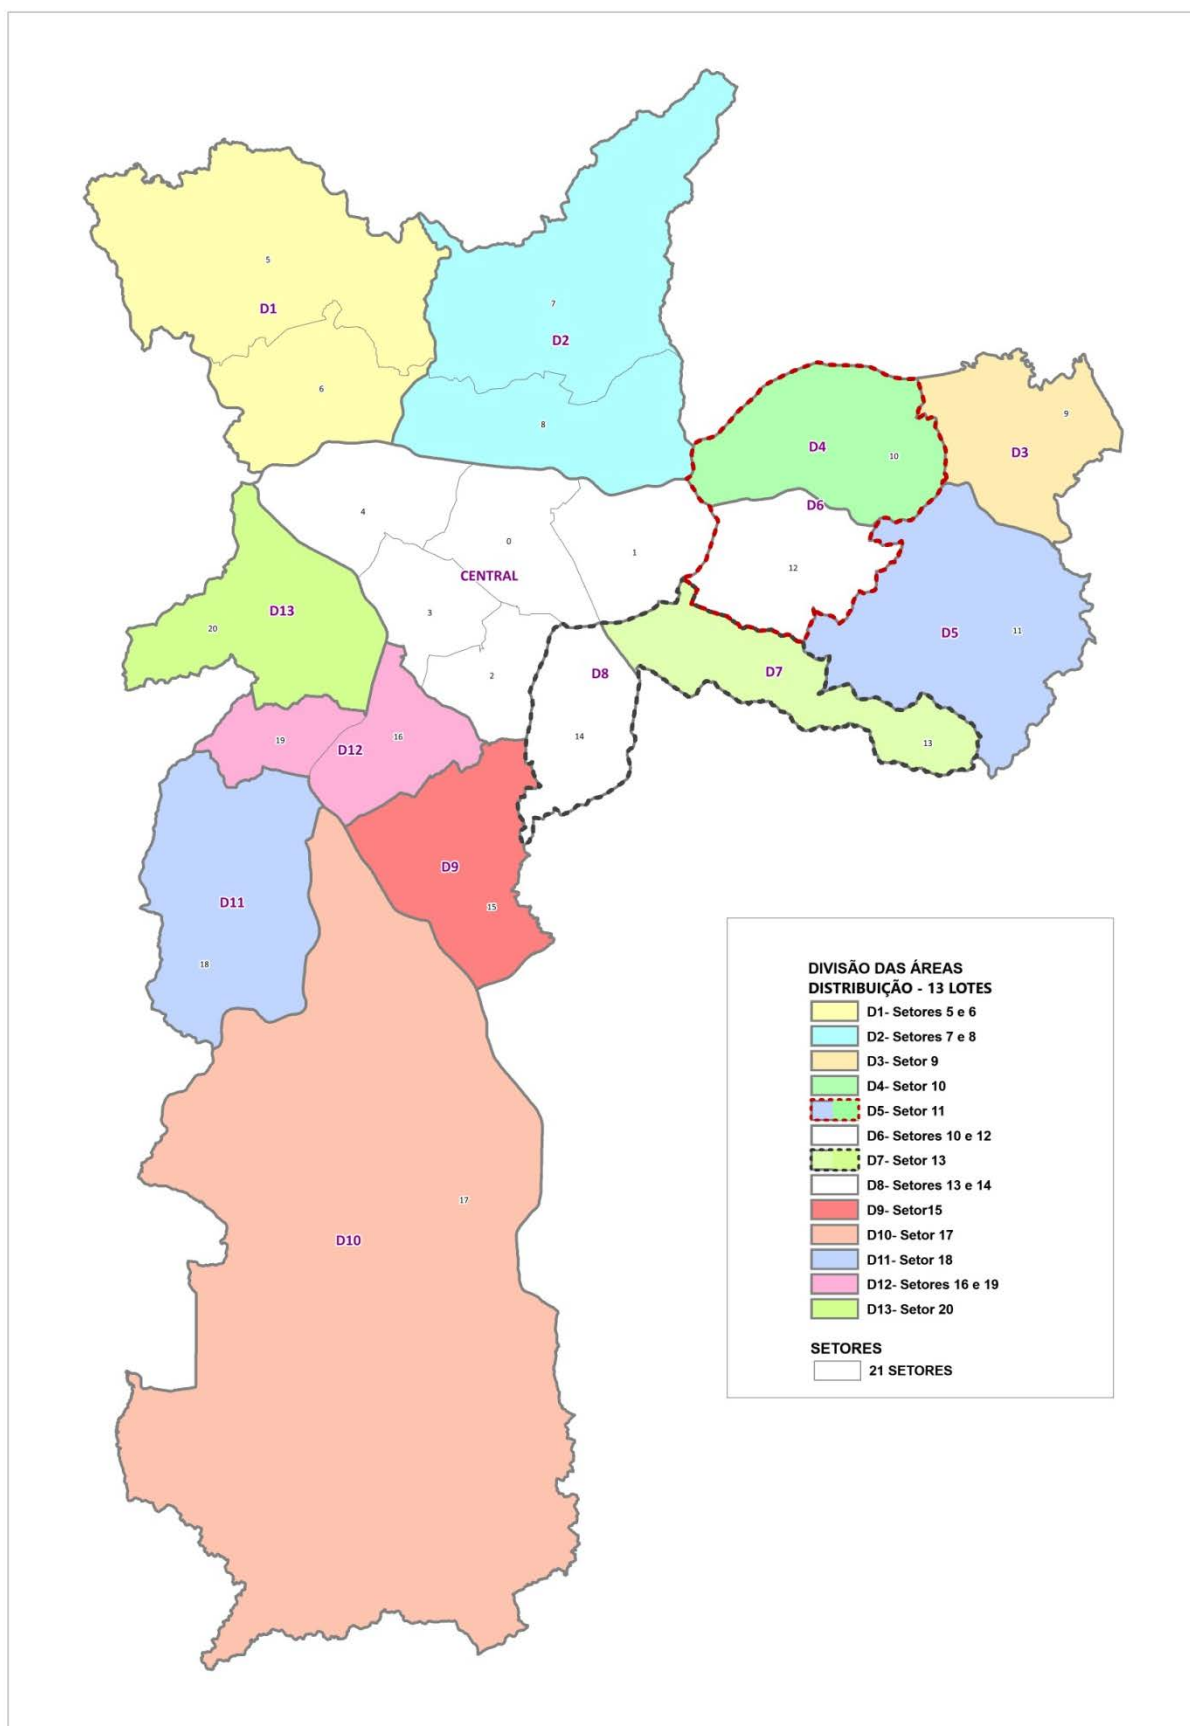 5
D1
7
D2
6
9
8
D4
10
D3
D6
4
0
1
12
CENTRAL
D13
3
20
11
D5
D8
D7
2
14
13
16
19
D12
D9
15
D11
18
17
D10
DIVISÃO DAS ÁREAS
DISTRIBUIÇÃO - 13 LOTES
D1- Setores 5 e 6
D2- Setores 7 e 8
D3- Setor 9
D4- Setor 10
D5- Setor 11
D6- Setores 10 e 12
D7- Setor 13
D8- Setores 13 e 14
D9- Setor15
D10- Setor 17
D11- Setor 18
D12- Setores 16 e 19
D13- Setor 20
SETORES
21 SETORES